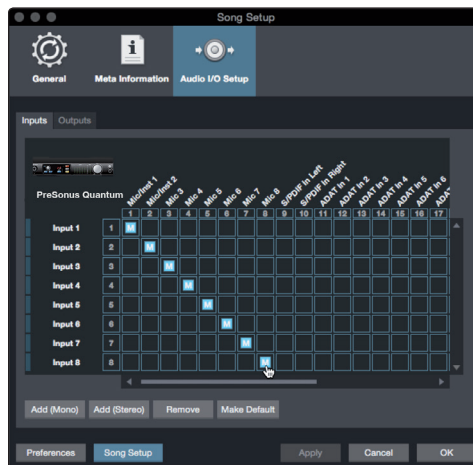 Song Setup
General
Meta Information
Audio I/O Setup
Inputs Outputs
PreSonus Quantum
Mic/Inst 1 Mic/Inst 2 Mic 3 Mic 4 Mic 5 Mic 6 Mic 7 Mic 8 S/PDIF In Left S/PDIF In Right ADAT In 1 ADAT In 2 ADAT In 3 ADAT In 4 ADAT In 5 ADAT In 6 ADAT
1 2 3 4 5 6 7 8 9 10 11 12 13 14 15 16 17
Input 1 1 M
Input 2 2 M
Input 3 3 M
Input 4 4 M
Input 5 5 M
Input 6 6 M
Input 7 7 M
Input 8 8 M
Add (Mono) Add (Stereo) Remove Make Default
Preferences Song Setup Apply Cancel OK